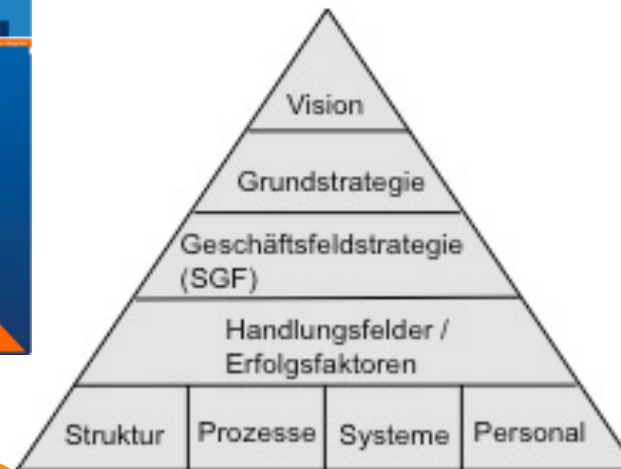 Vision
Grundstrategie
Geschäftsfeldstrategie
(SGF)
Handlungsfelder /
Erfolgsfaktoren
Struktur Prozesse Systeme Personal